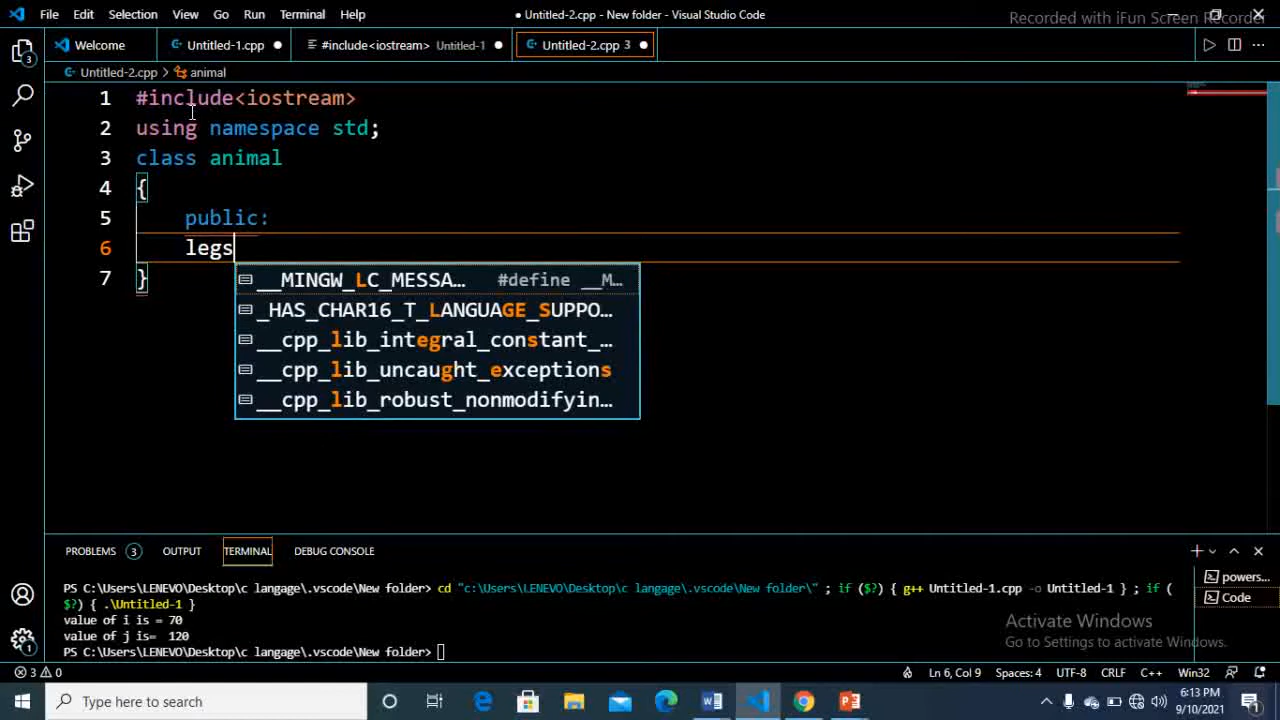 File Edit Selection View Go Run Terminal Help
● Untitled-2.cpp - New folder - Visual Studio Code
Recorded with iFun Screen Recorder
Welcome
Untitled-1.cpp ●
#include<iostream> Untitled-1 ●
Untitled-2.cpp 3 ●
Untitled-2.cpp > animal
1 #include<iostream>
2 using namespace std;
3 class animal
4 {
5 public:
6 legs
7 }
__MINGW_LC_MESSA… #define __M…
_HAS_CHAR16_T_LANGUAGE_SUPPO…
__cpp_lib_integral_constant_…
__cpp_lib_uncaught_exceptions
__cpp_lib_robust_nonmodifyin…
3
1
PROBLEMS 3 OUTPUT TERMINAL DEBUG CONSOLE
PS C:\Users\LENEVO\Desktop\c langage\.vscode\New folder> cd "c:\Users\LENEVO\Desktop\c langage\.vscode\New folder\" ; if ($?) { g++ Untitled-1.cpp -o Untitled-1 } ; if (
$?) { .\Untitled-1 }
value of i is = 70
value of j is=  120
PS C:\Users\LENEVO\Desktop\c langage\.vscode\New folder>
powers...
Code
Activate Windows
Go to Settings to activate Windows.
3 0
Ln 6, Col 9 Spaces: 4 UTF-8 CRLF C++ Win32
Type here to search
6:13 PM
9/10/2021
1